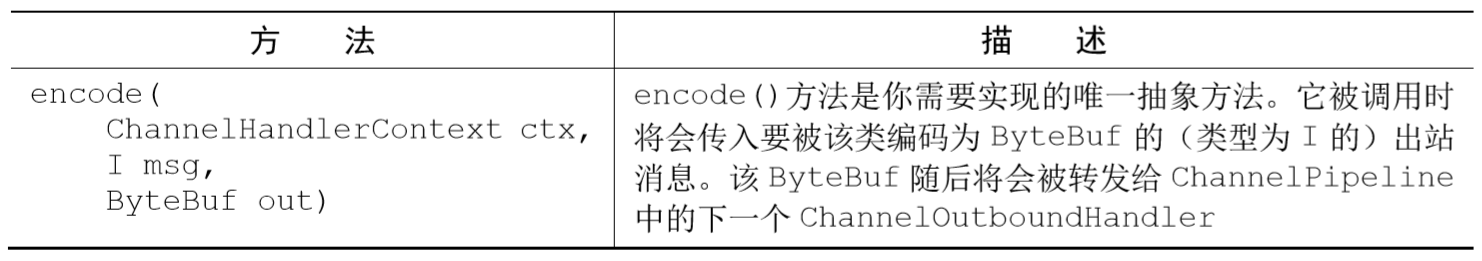 方　　法
描　　述
encode(
    ChannelHandlerContext ctx,
    I msg,
    ByteBuf out)
encode()方法是你需要实现的唯一抽象方法。它被调用时
将会传入要被该类编码为 ByteBuf 的（类型为 I 的）出站
消息。该 ByteBuf 随后将会被转发给 ChannelPipeline
中的下一个 ChannelOutboundHandler